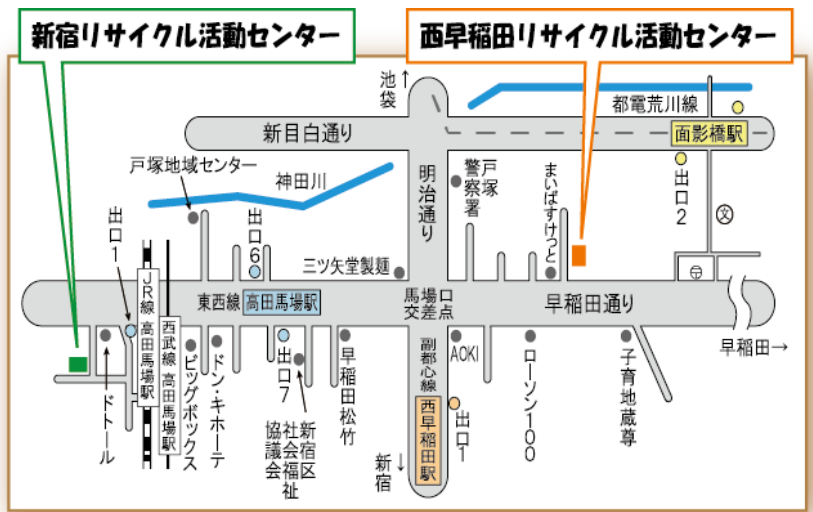 新宿リサイクル活動センター
西早稲田リサイクル活動センター
池袋↑
都電荒川線
新目白通り
面影橋駅
戸塚地域センター
神田川
明治通り
戸塚警察署
まいばすけっと
出口2
文
出口1
出口6
三ツ矢堂製麺
〒
JR線 高田馬場駅
西武線 高田馬場駅
東西線
高田馬場駅
馬場口
交差点
早稲田通り
早稲田→
ドトール
ビッグボックス
ドン・キホーテ
出口7
新宿区
社会福祉
協議会
早稲田松竹
副都心線
西早稲田駅
AOKI
出口1
ローソン100
子育地蔵尊
新宿↓